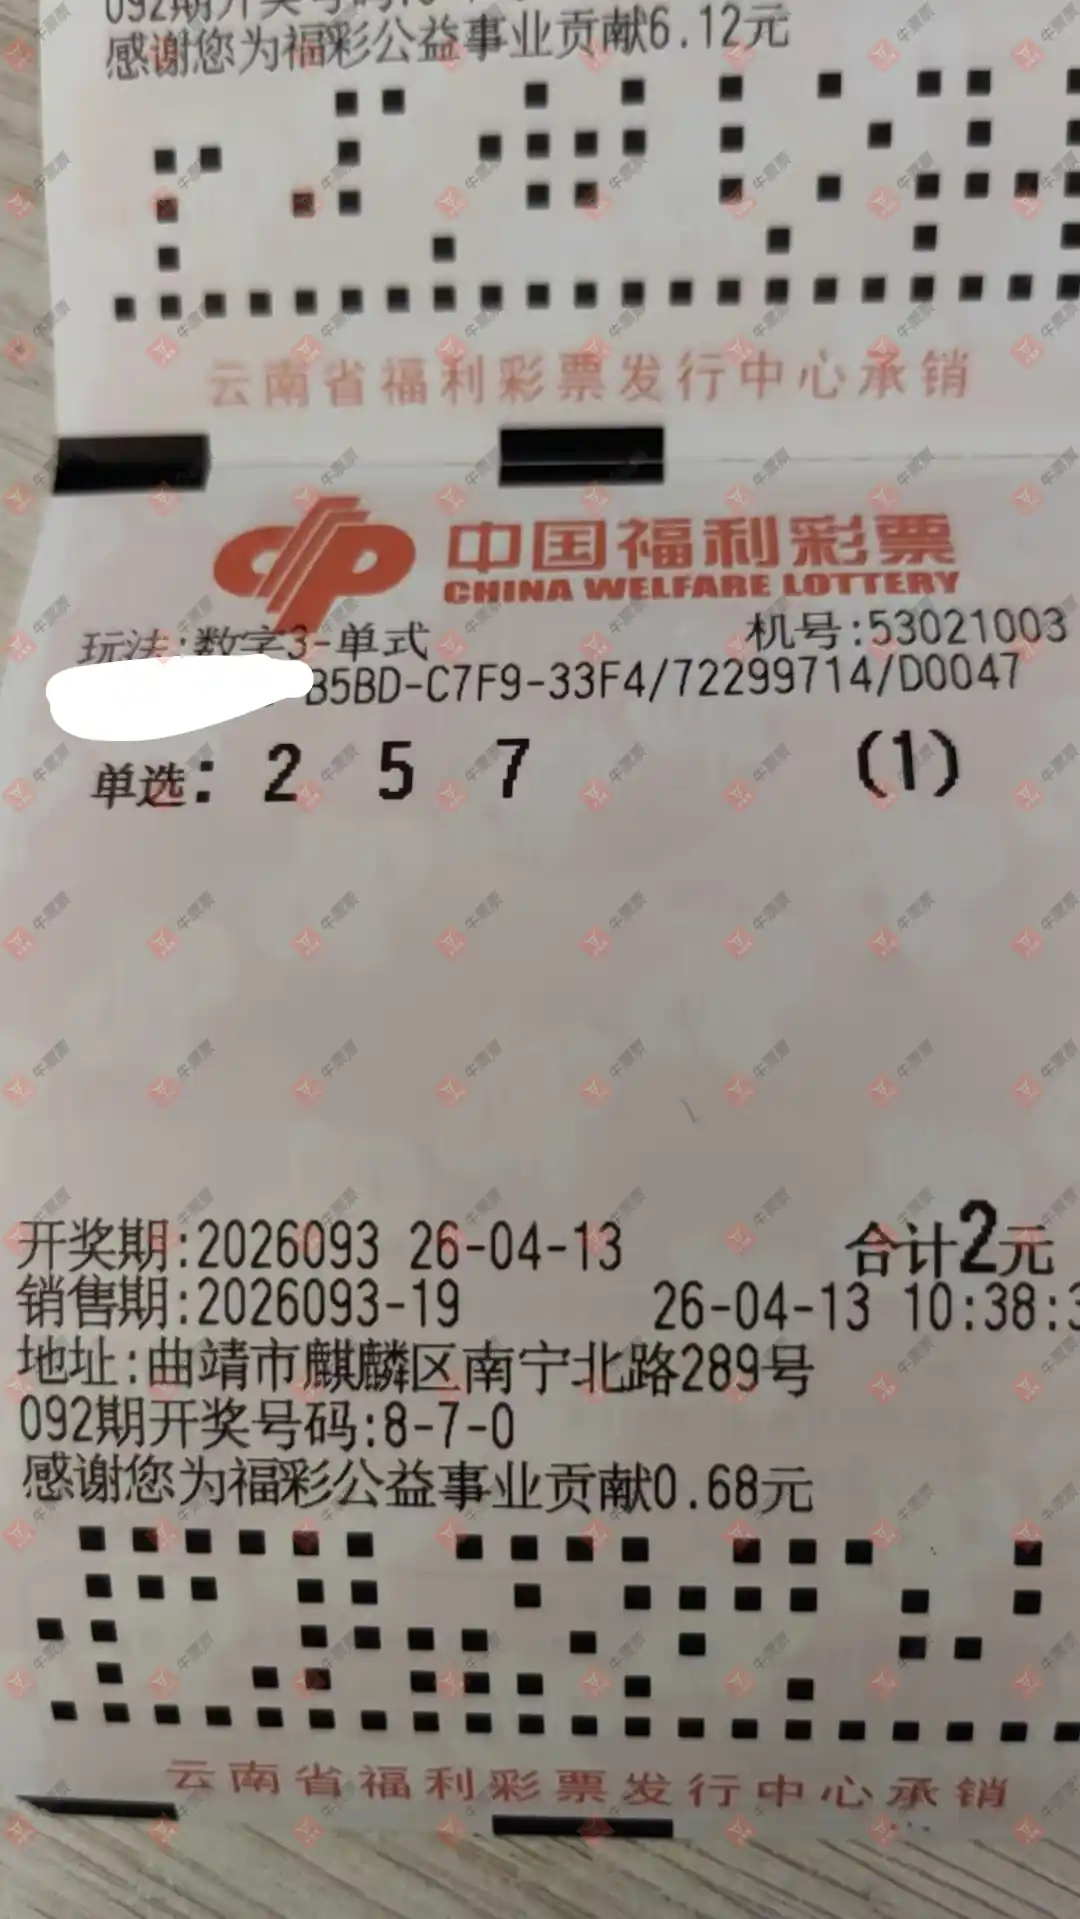 感谢您为福彩公益事业贡献6.12元
云南省福利彩票发行中心承销
中国福利彩票
CHINA WELFARE LOTTERY
玩法:数字3-单式 机号:53021003
B5BD-C7F9-33F4/72299714/D0047
单选: 2 5 7 (1)
开奖期:2026093 26-04-13 合计2元
销售期:2026093-19 26-04-13 10:38:3
地址:曲靖市麒麟区南宁北路289号
092期开奖号码:8-7-0
感谢您为福彩公益事业贡献0.68元
云南省福利彩票发行中心承销